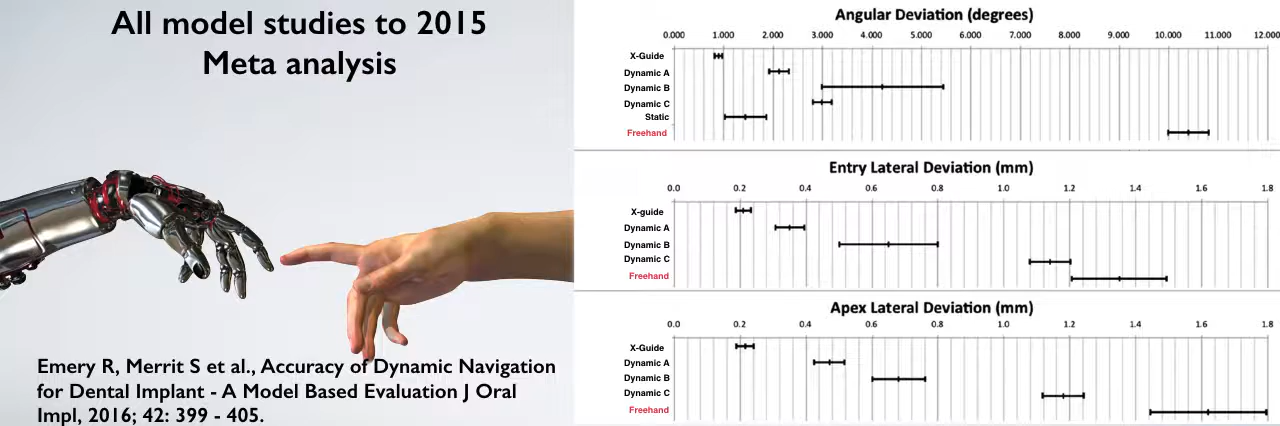 All model studies to 2015
Meta analysis
Emery R, Merrit S et al., Accuracy of Dynamic Navigation
for Dental Implant - A Model Based Evaluation J Oral
Impl, 2016; 42: 399 - 405.
Angular Deviation (degrees)
0.000 1.000 2.000 3.000 4.000 5.000 6.000 7.000 8.000 9.000 10.000 11.000 12.000
X-Guide
Dynamic A
Dynamic B
Dynamic C
Static
Freehand
Entry Lateral Deviation (mm)
0.0 0.2 0.4 0.6 0.8 1.0 1.2 1.4 1.6 1.8
X-guide
Dynamic A
Dynamic B
Dynamic C
Freehand
Apex Lateral Deviation (mm)
0.0 0.2 0.4 0.6 0.8 1.0 1.2 1.4 1.6 1.8
X-Guide
Dynamic A
Dynamic B
Dynamic C
Freehand